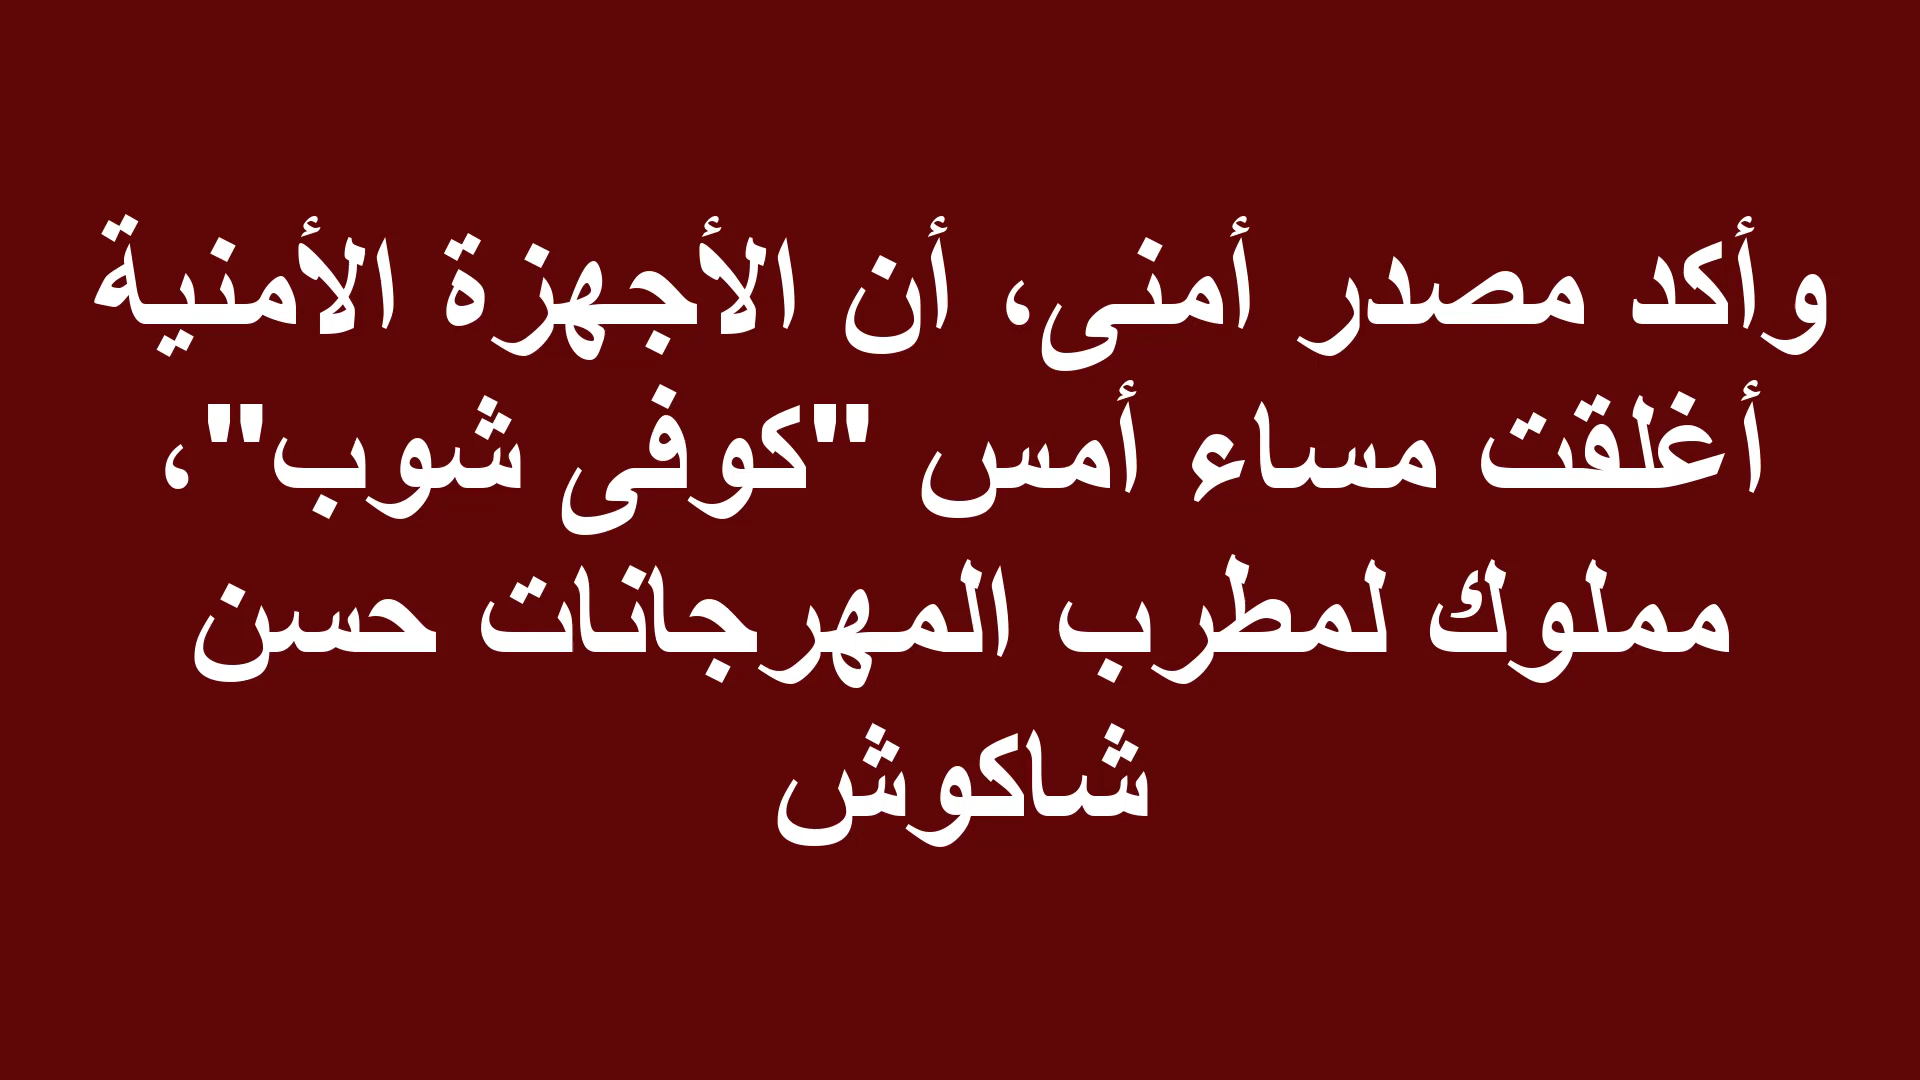 وأكد مصدر أمنى، أن الأجهزة الأمنية
أغلقت مساء أمس "كوفى شوب"،
مملوك لمطرب المهرجانات حسن
شاكوش